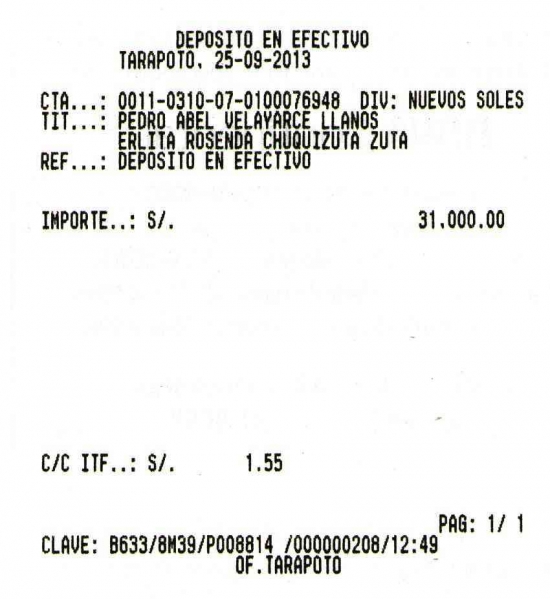 DEPOSITO EN EFECTIVO
TARAPOTO, 25-09-2013
CTA...: 0011-0310-07-0100076948 DIV: NUEVOS SOLES
TIT...: PEDRO ABEL VELAYARCE LLANOS
ERLITA ROSENDA CHUQUIZUTA ZUTA
REF...: DEPOSITO EN EFECTIVO
IMPORTE..: S/. 31,000.00
C/C ITF..: S/. 1.55
PAG: 1/ 1
CLAVE: B633/8M39/P008814 /000000208/12:49
OF.TARAPOTO